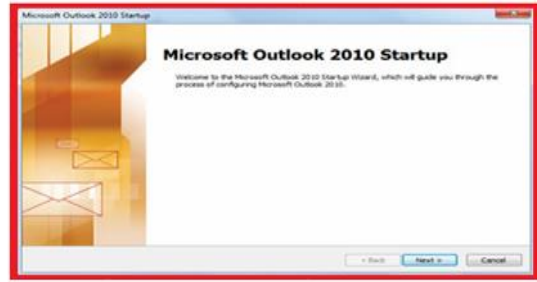 Microsoft Outlook 2010 Startup
Microsoft Outlook 2010 Startup
Welcome to the Microsoft Outlook 2010 Startup Wizard, which will guide you through the
process of configuring Microsoft Outlook 2010.
< Back Next > Cancel